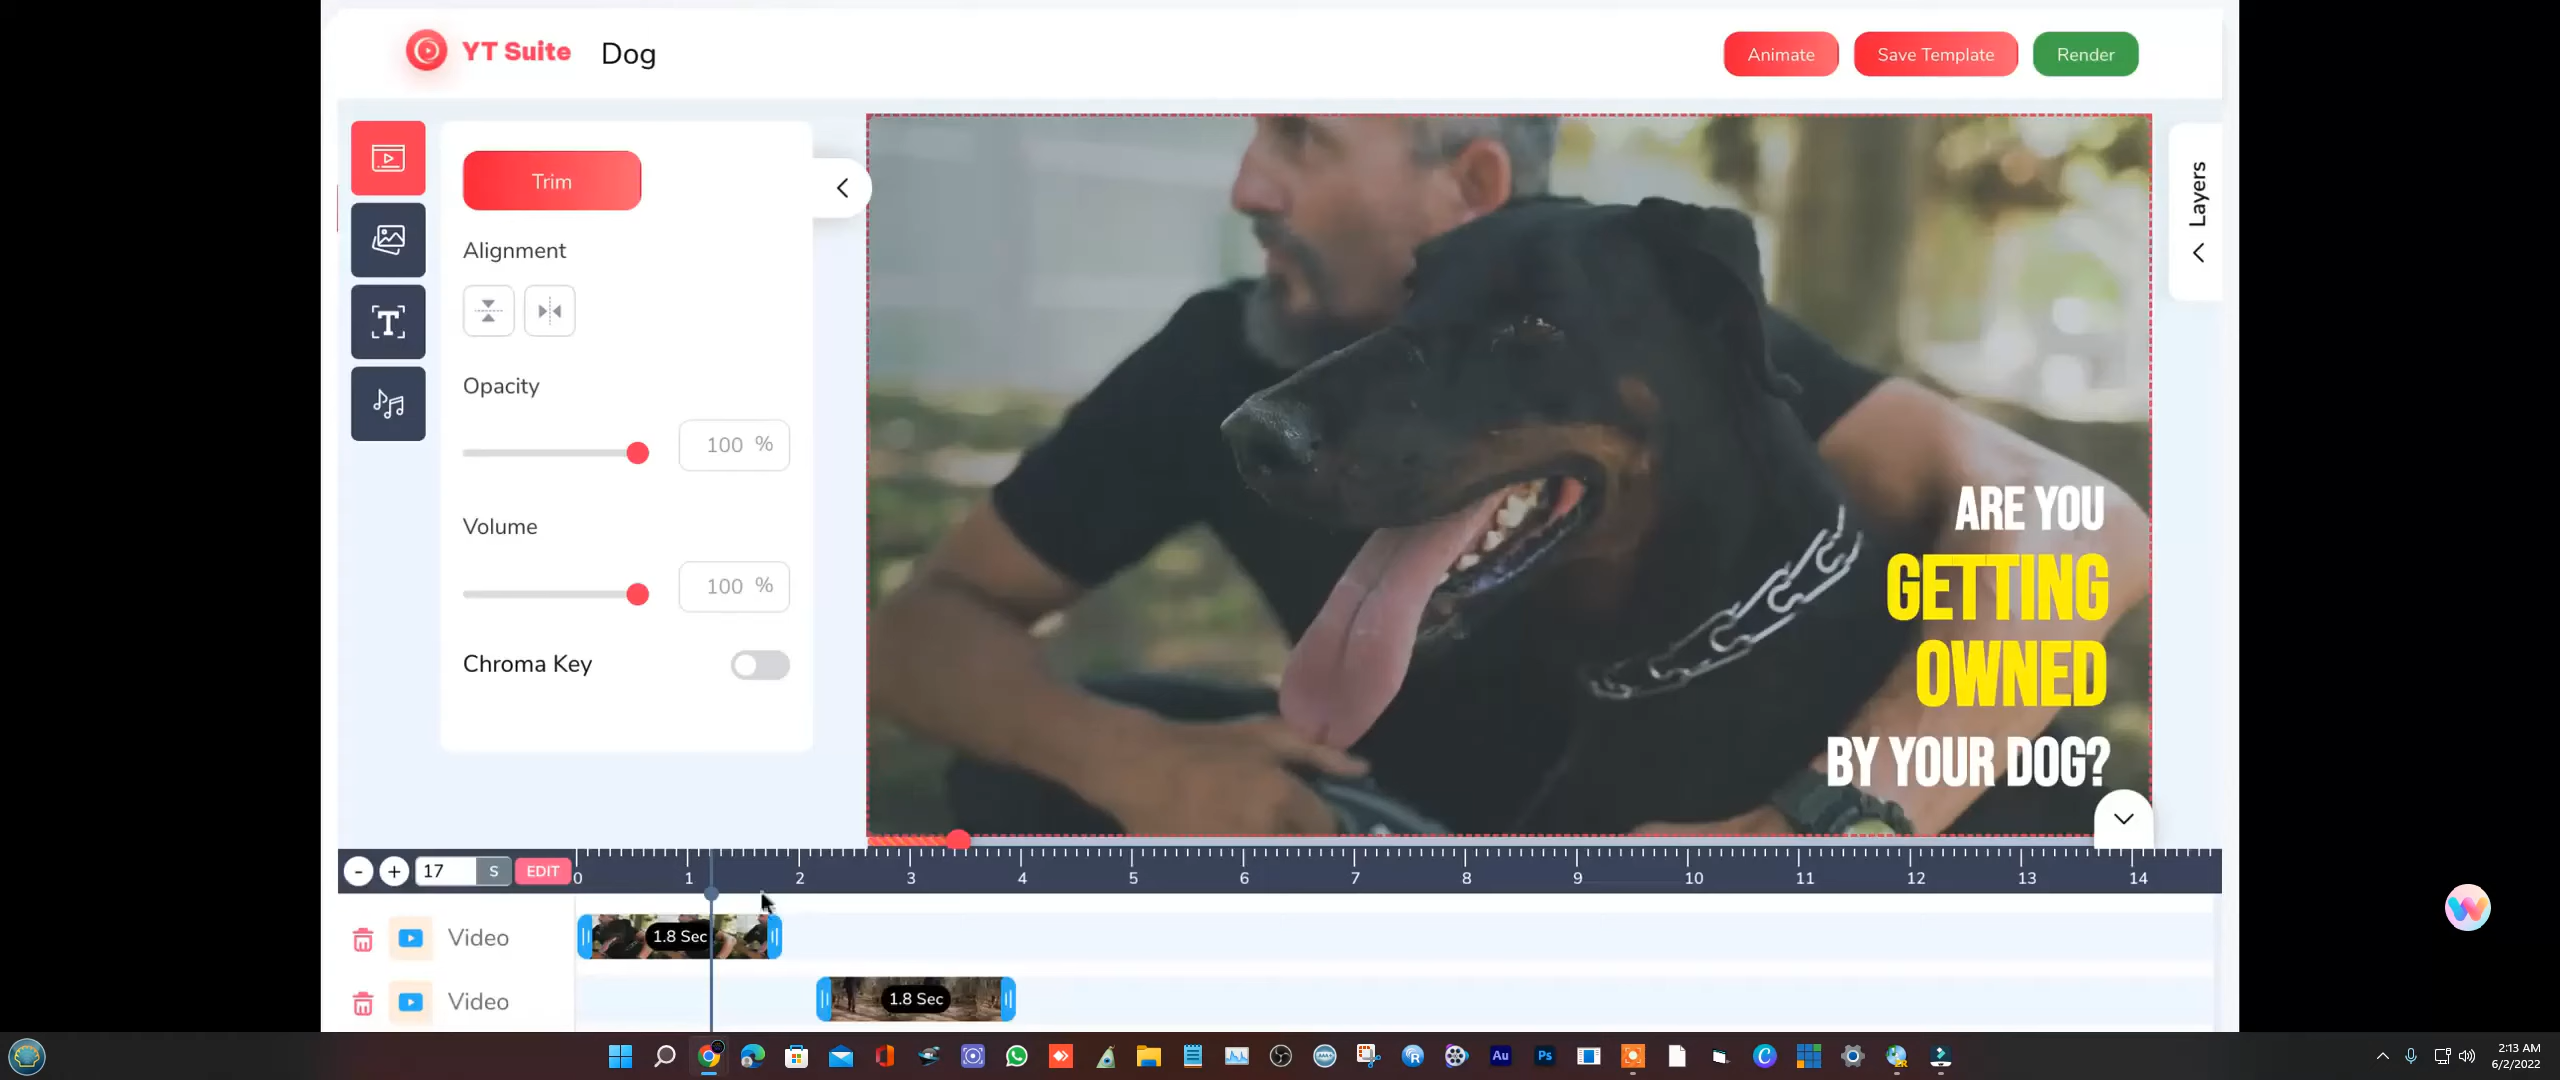 YT Suite
Dog
Animate
Save Template
Render
Trim
Alignment
Opacity
100 %
Volume
100 %
Chroma Key
Layers
ARE YOU
GETTING
OWNED
BY YOUR DOG?
- + 17 S EDIT 0 1 2 3 4 5 6 7 8 9 10 11 12 13 14
Video
1.8 Sec
Video
1.8 Sec
Au
Ps
2:13 AM
6/2/2022